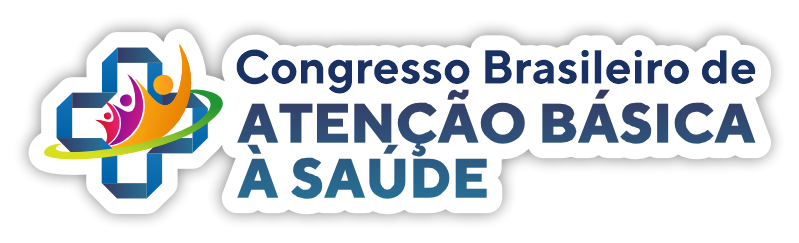 Congresso Brasileiro de
ATENÇÃO BÁSICA
À SAÚDE